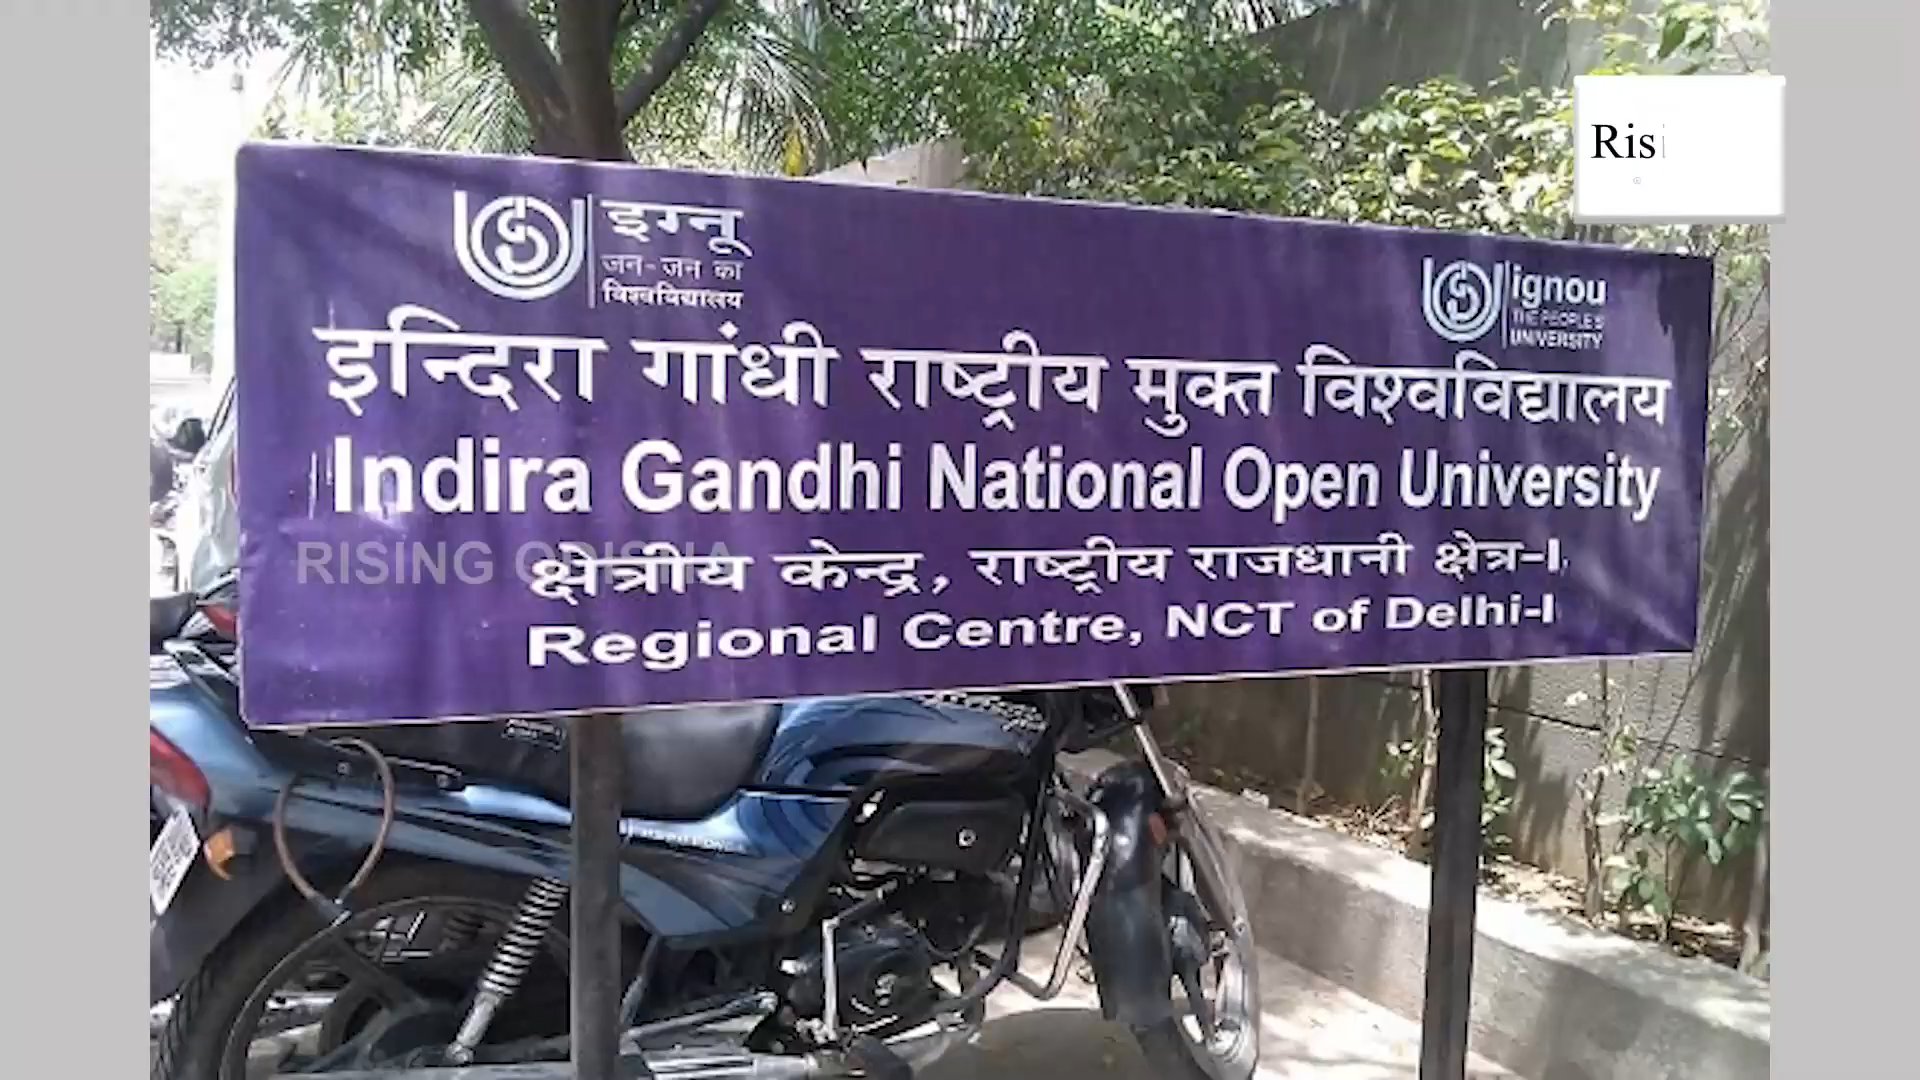 Ris
इग्नू
जन-जन का
विश्वविद्यालय
ignou
THE PEOPLE'S
UNIVERSITY
इन्दिरा गांधी राष्ट्रीय मुक्त विश्वविद्यालय
Indira Gandhi National Open University
RISING ODISHA
क्षेत्रीय केन्द्र, राष्ट्रीय राजधानी क्षेत्र-I,
Regional Centre, NCT of Delhi-I